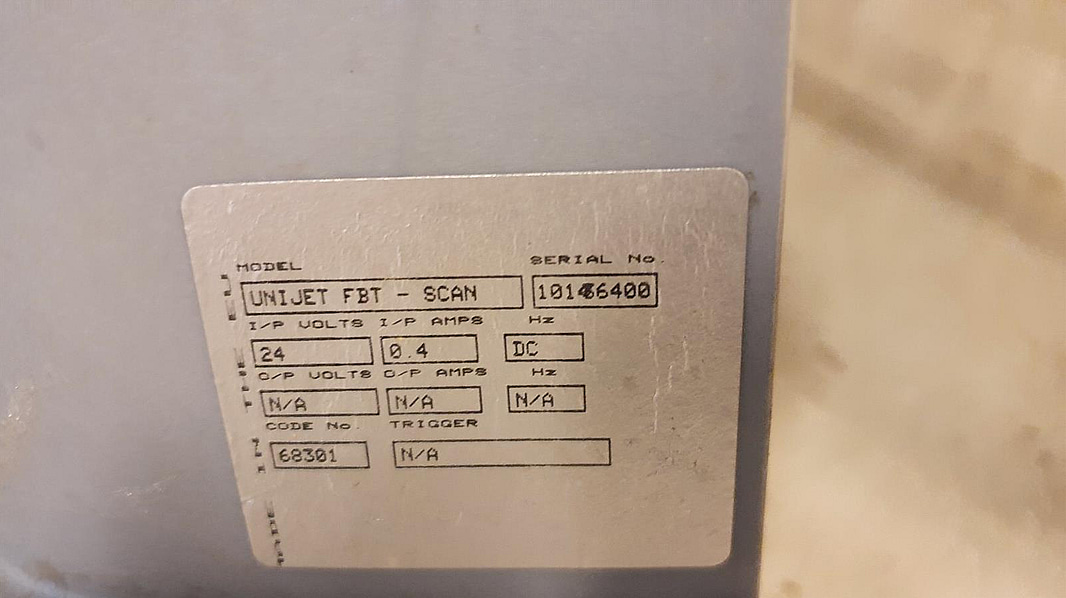 MODEL SERIAL No.
UNIJET FBT - SCAN
I/P VOLTS I/P AMPS Hz
24 0.4 DC
O/P VOLTS O/P AMPS Hz
N/A N/A N/A
CODE No. TRIGGER
68301 N/A